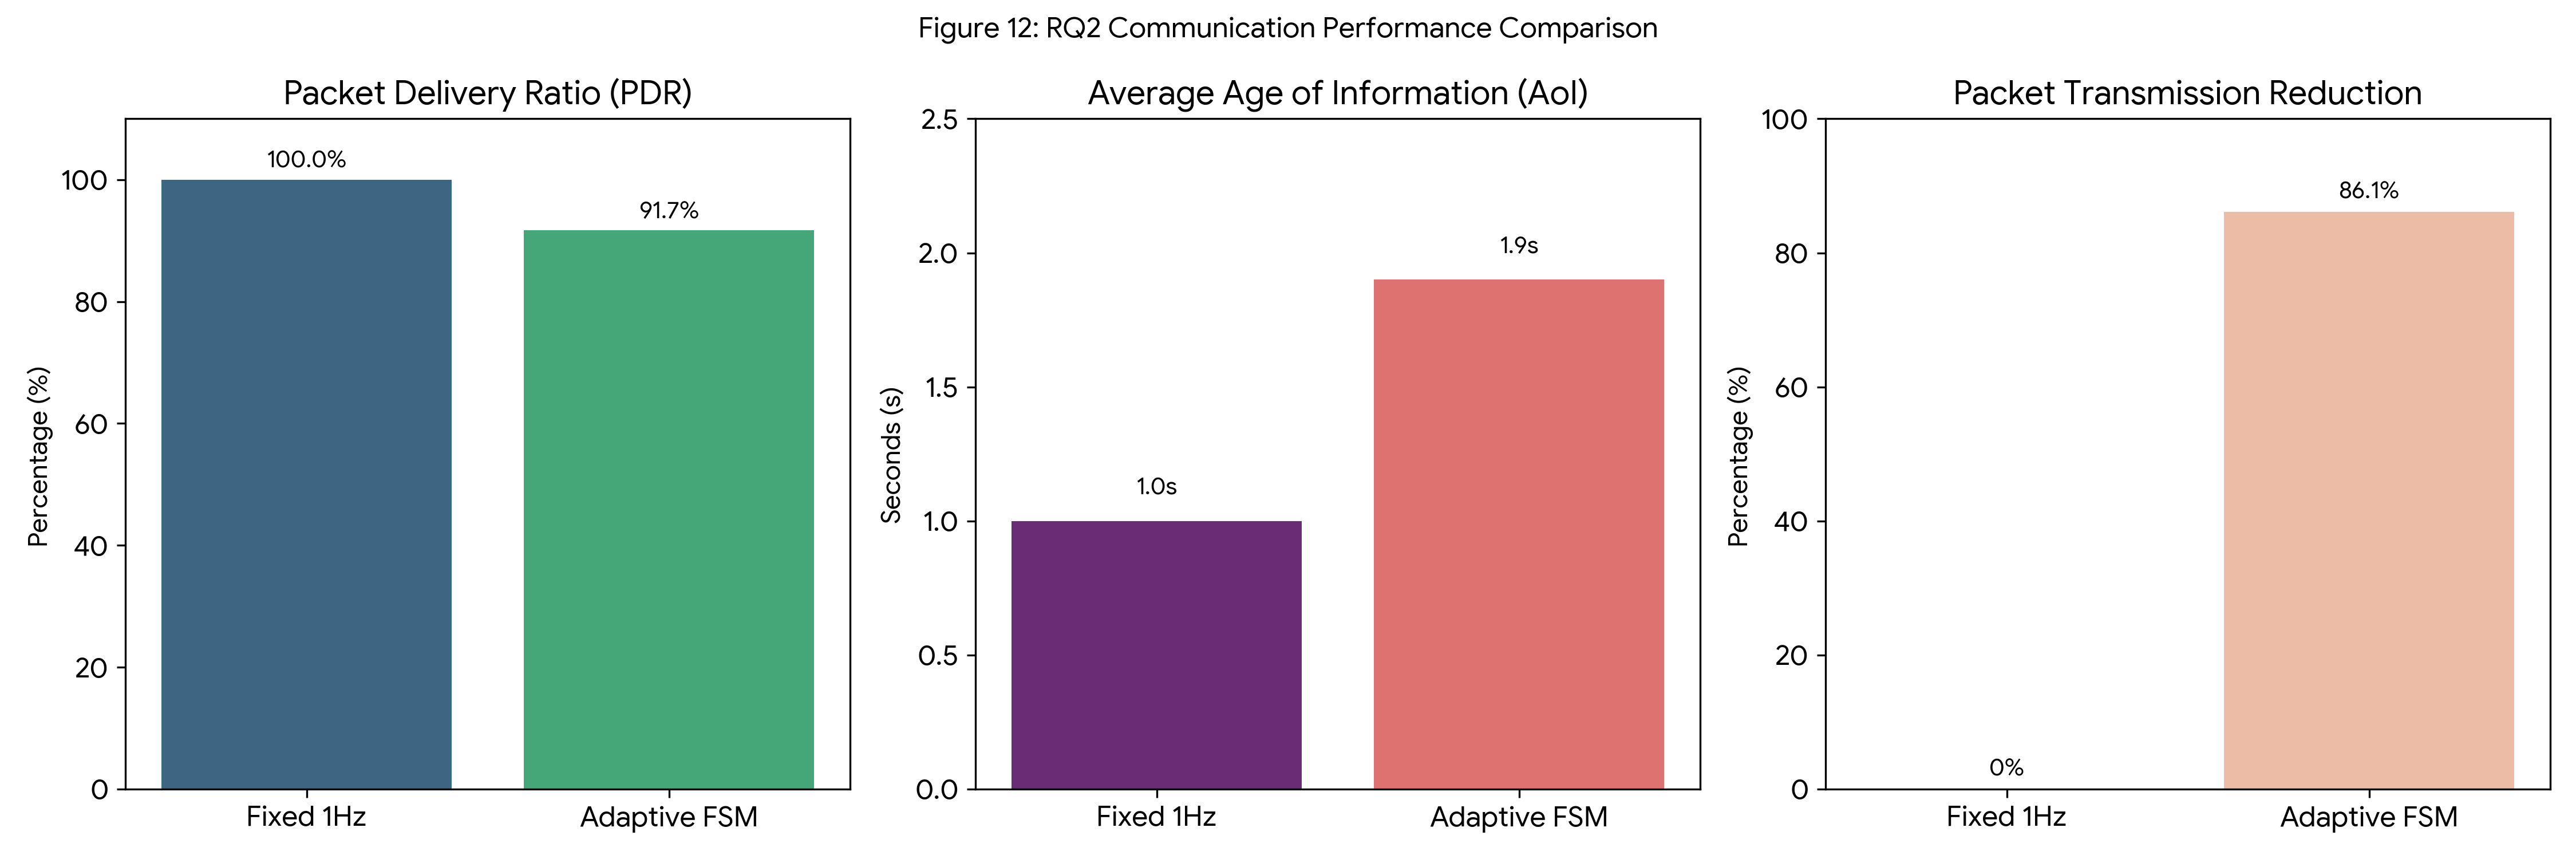 Figure 12: RQ2 Communication Performance Comparison
Packet Delivery Ratio (PDR)
Percentage (%)
100
80
60
40
20
0
100.0%
91.7%
Fixed 1Hz
Adaptive FSM
Average Age of Information (AoI)
Seconds (s)
2.5
2.0
1.5
1.0
0.5
0.0
1.0s
1.9s
Fixed 1Hz
Adaptive FSM
Packet Transmission Reduction
Percentage (%)
100
80
60
40
20
0
0%
86.1%
Fixed 1Hz
Adaptive FSM